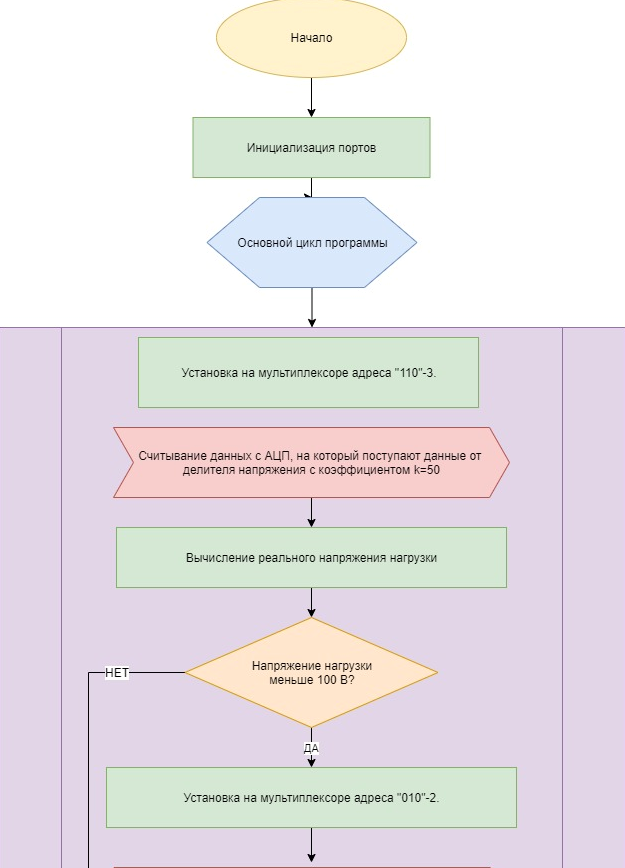 Начало
Инициализация портов
Основной цикл программы
Установка на мультиплексоре адреса "110"-3.
Считывание данных с АЦП, на который поступают данные от
делителя напряжения с коэффициентом k=50
Вычисление реального напряжения нагрузки
Напряжение нагрузки
меньше 100 В?
НЕТ
ДА
Установка на мультиплексоре адреса "010"-2.